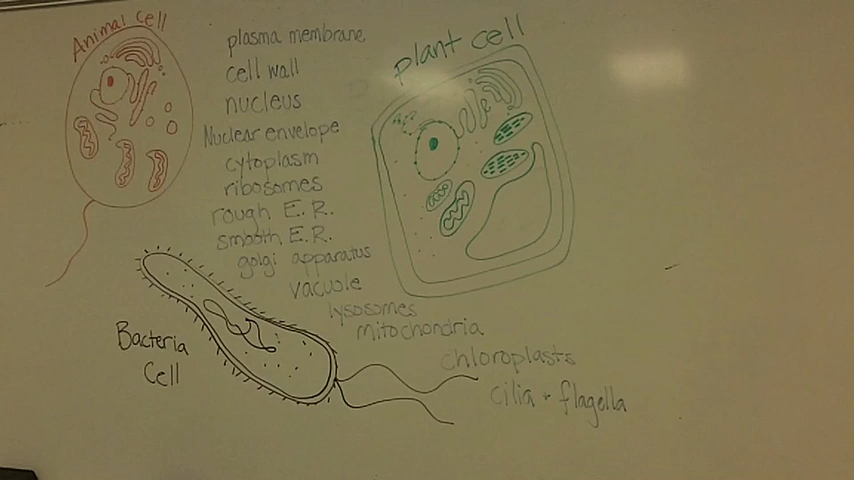 Animal Cell
plasma membrane
cell wall
nucleus
Nuclear envelope
cytoplasm
ribosomes
rough E.R.
smooth E.R.
golgi apparatus
vacuole
lysosomes
mitochondria
chloroplasts
cilia + flagella
plant cell
Bacteria
Cell